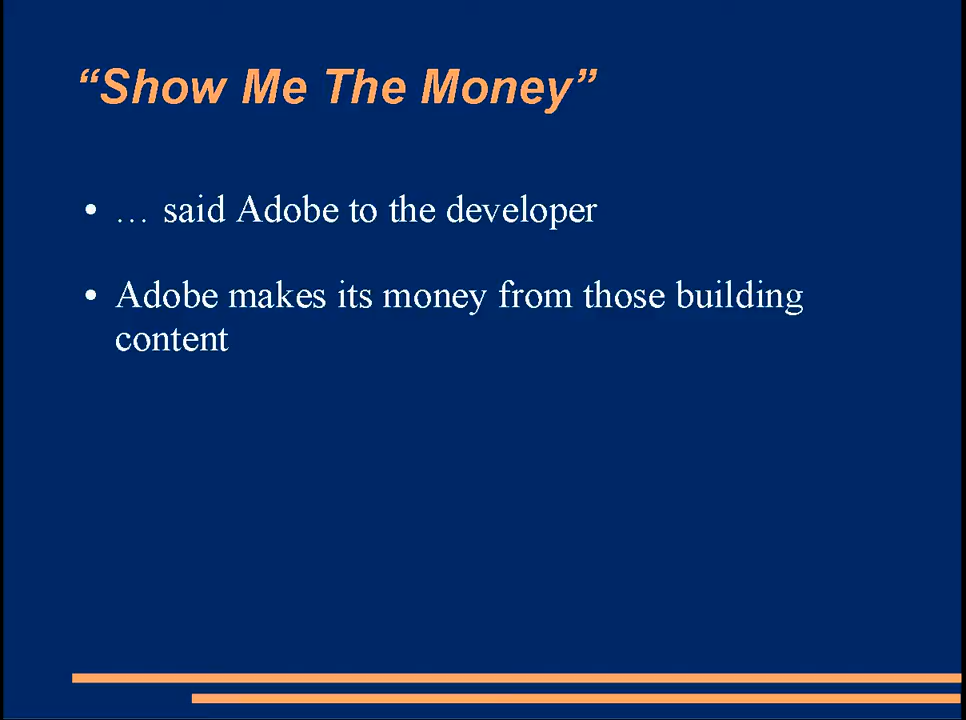 “Show Me The Money”
• … said Adobe to the developer
• Adobe makes its money from those building
content